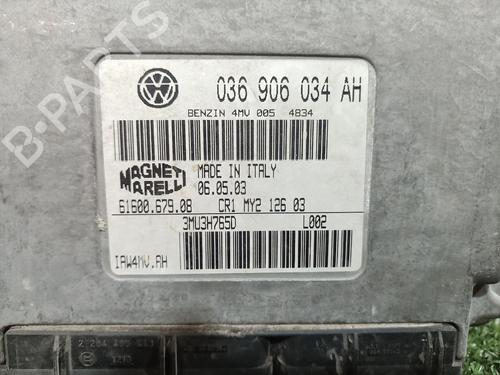 B-PARTS
036 906 034 AH
BENZIN 4MV 005 4834
MAGNETI MARELLI
MADE IN ITALY
06.05.03
61600.679.08 CR1 MY2 126 03
3MU3H765D L002
IAW4MV.AH